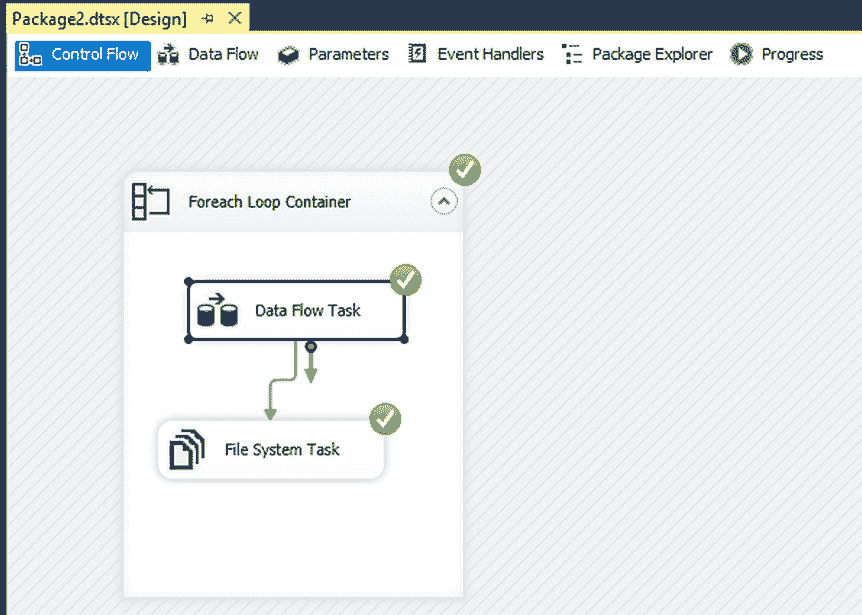 Package2.dtsx [Design]
Control Flow Data Flow Parameters Event Handlers Package Explorer Progress
Foreach Loop Container
Data Flow Task
File System Task